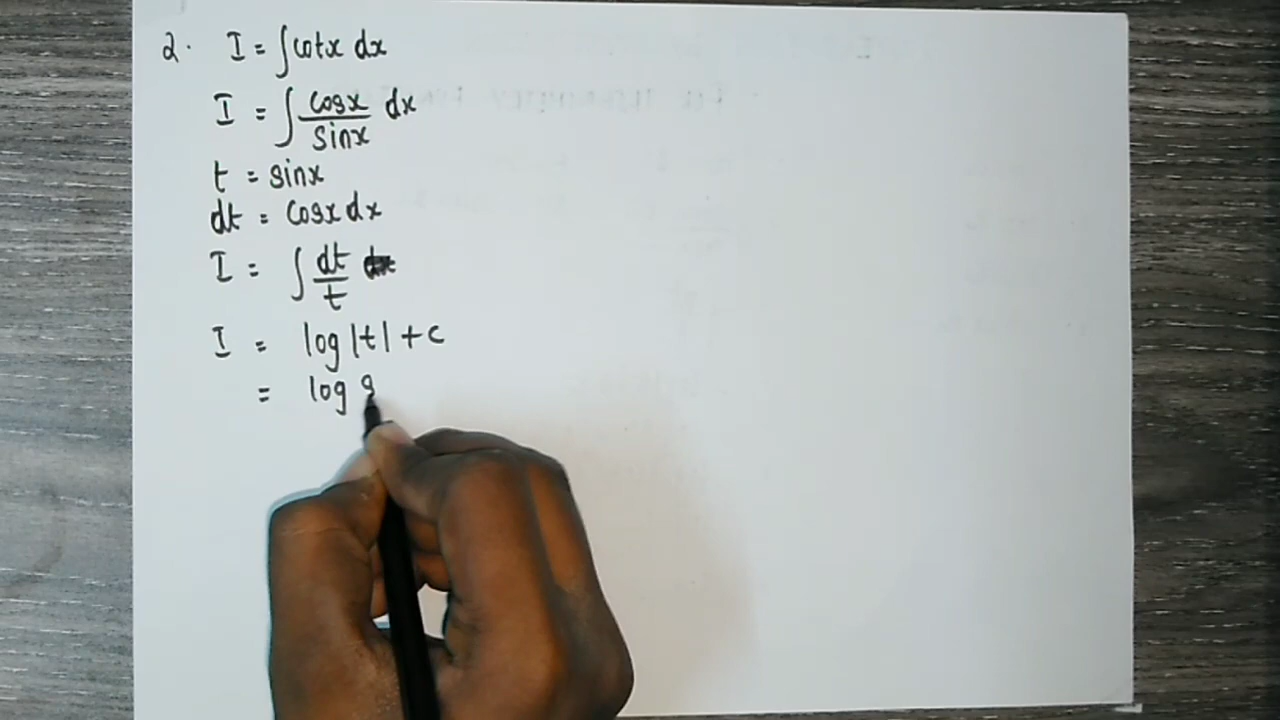 2. I = ∫cotx dx
I = ∫ cosx/sinx dx
t = sinx
dt = cosx dx
I = ∫ dt/t
I = log|t| + c
= log s